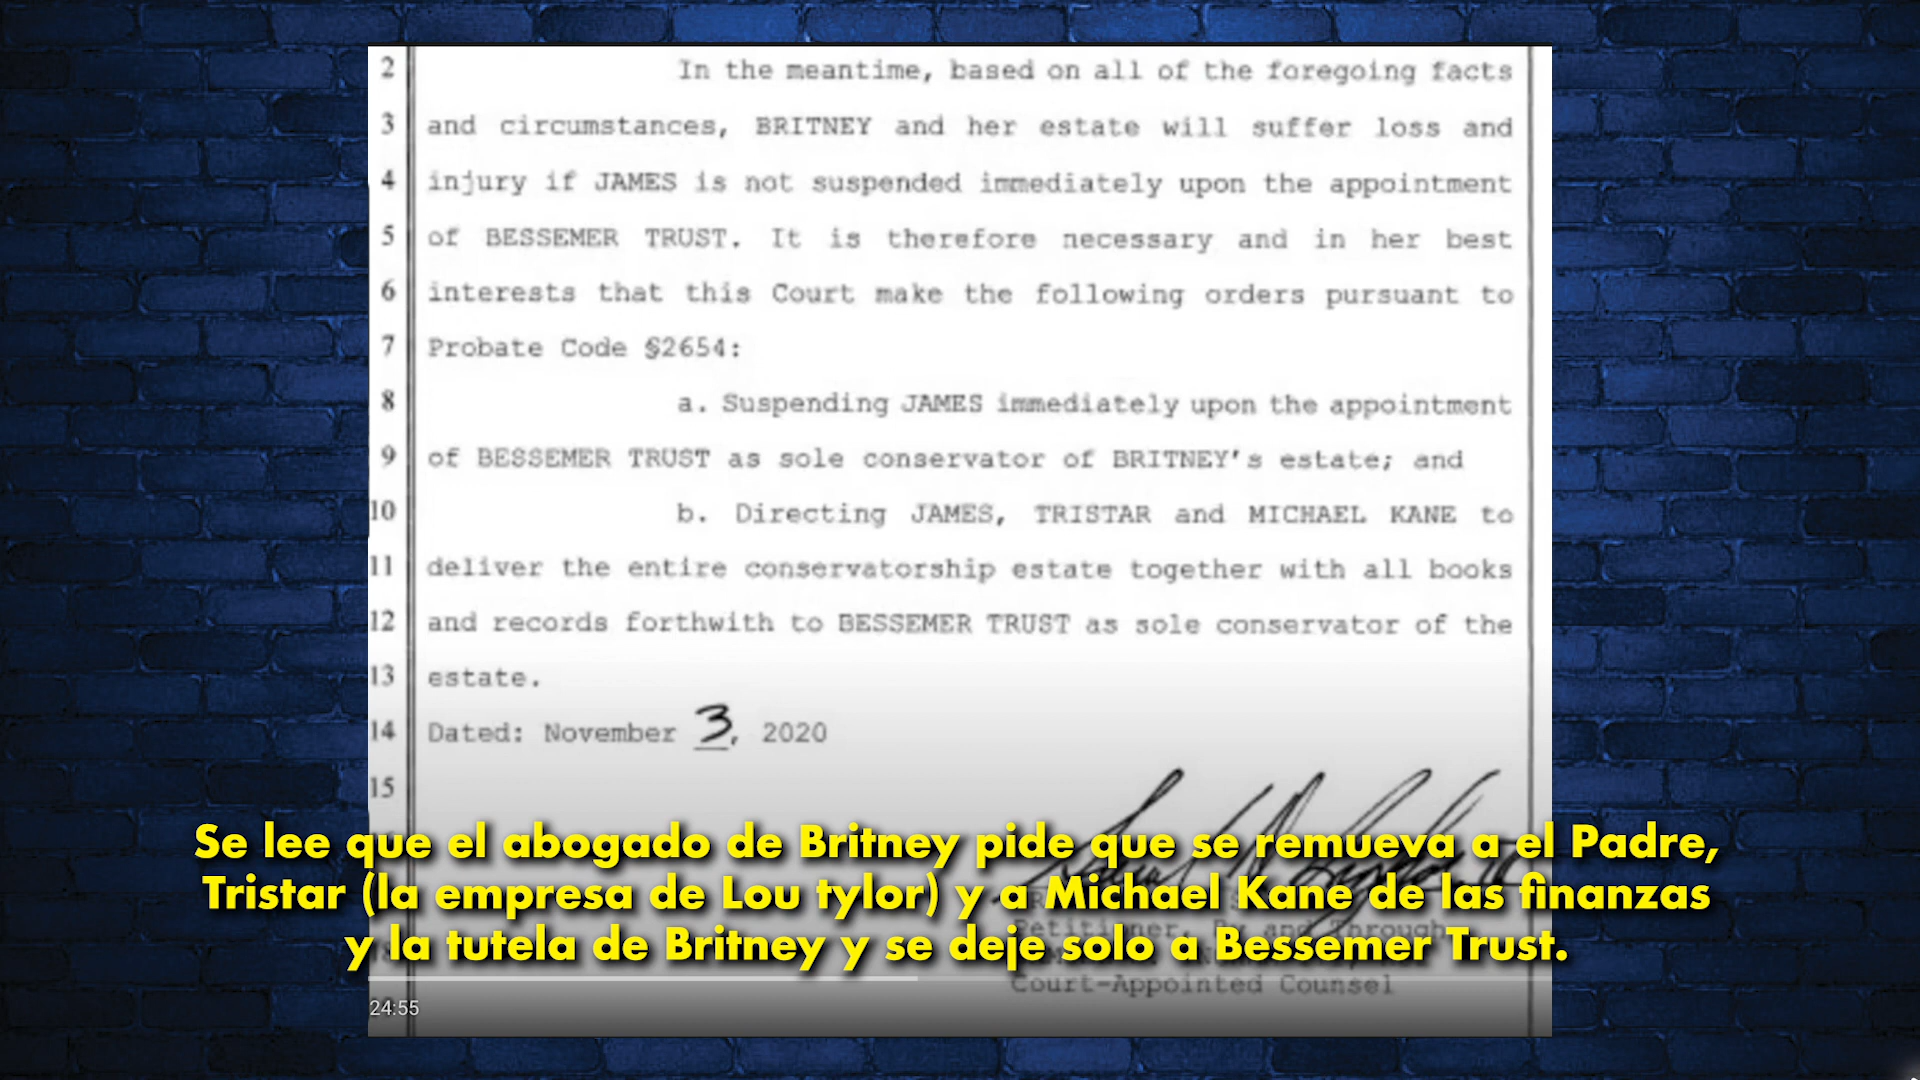 2 In the meantime, based on all of the foregoing facts
3 and circumstances, BRITNEY and her estate will suffer loss and
4 injury if JAMES is not suspended immediately upon the appointment
5 of BESSEMER TRUST. It is therefore necessary and in her best
6 interests that this Court make the following orders pursuant to
7 Probate Code §2654:
8 a. Suspending JAMES immediately upon the appointment
9 of BESSEMER TRUST as sole conservator of BRITNEY's estate; and
10 b. Directing JAMES, TRISTAR and MICHAEL KANE to
11 deliver the entire conservatorship estate together with all books
12 and records forthwith to BESSEMER TRUST as sole conservator of the
13 estate.
14 Dated: November 3, 2020
15
Se lee que el abogado de Britney pide que se remueva a el Padre,
Tristar (la empresa de Lou tylor) y a Michael Kane de las finanzas
Petitioner, By and Through
y la tutela de Britney y se deje solo a Bessemer Trust.
Court-Appointed Counsel
24:55